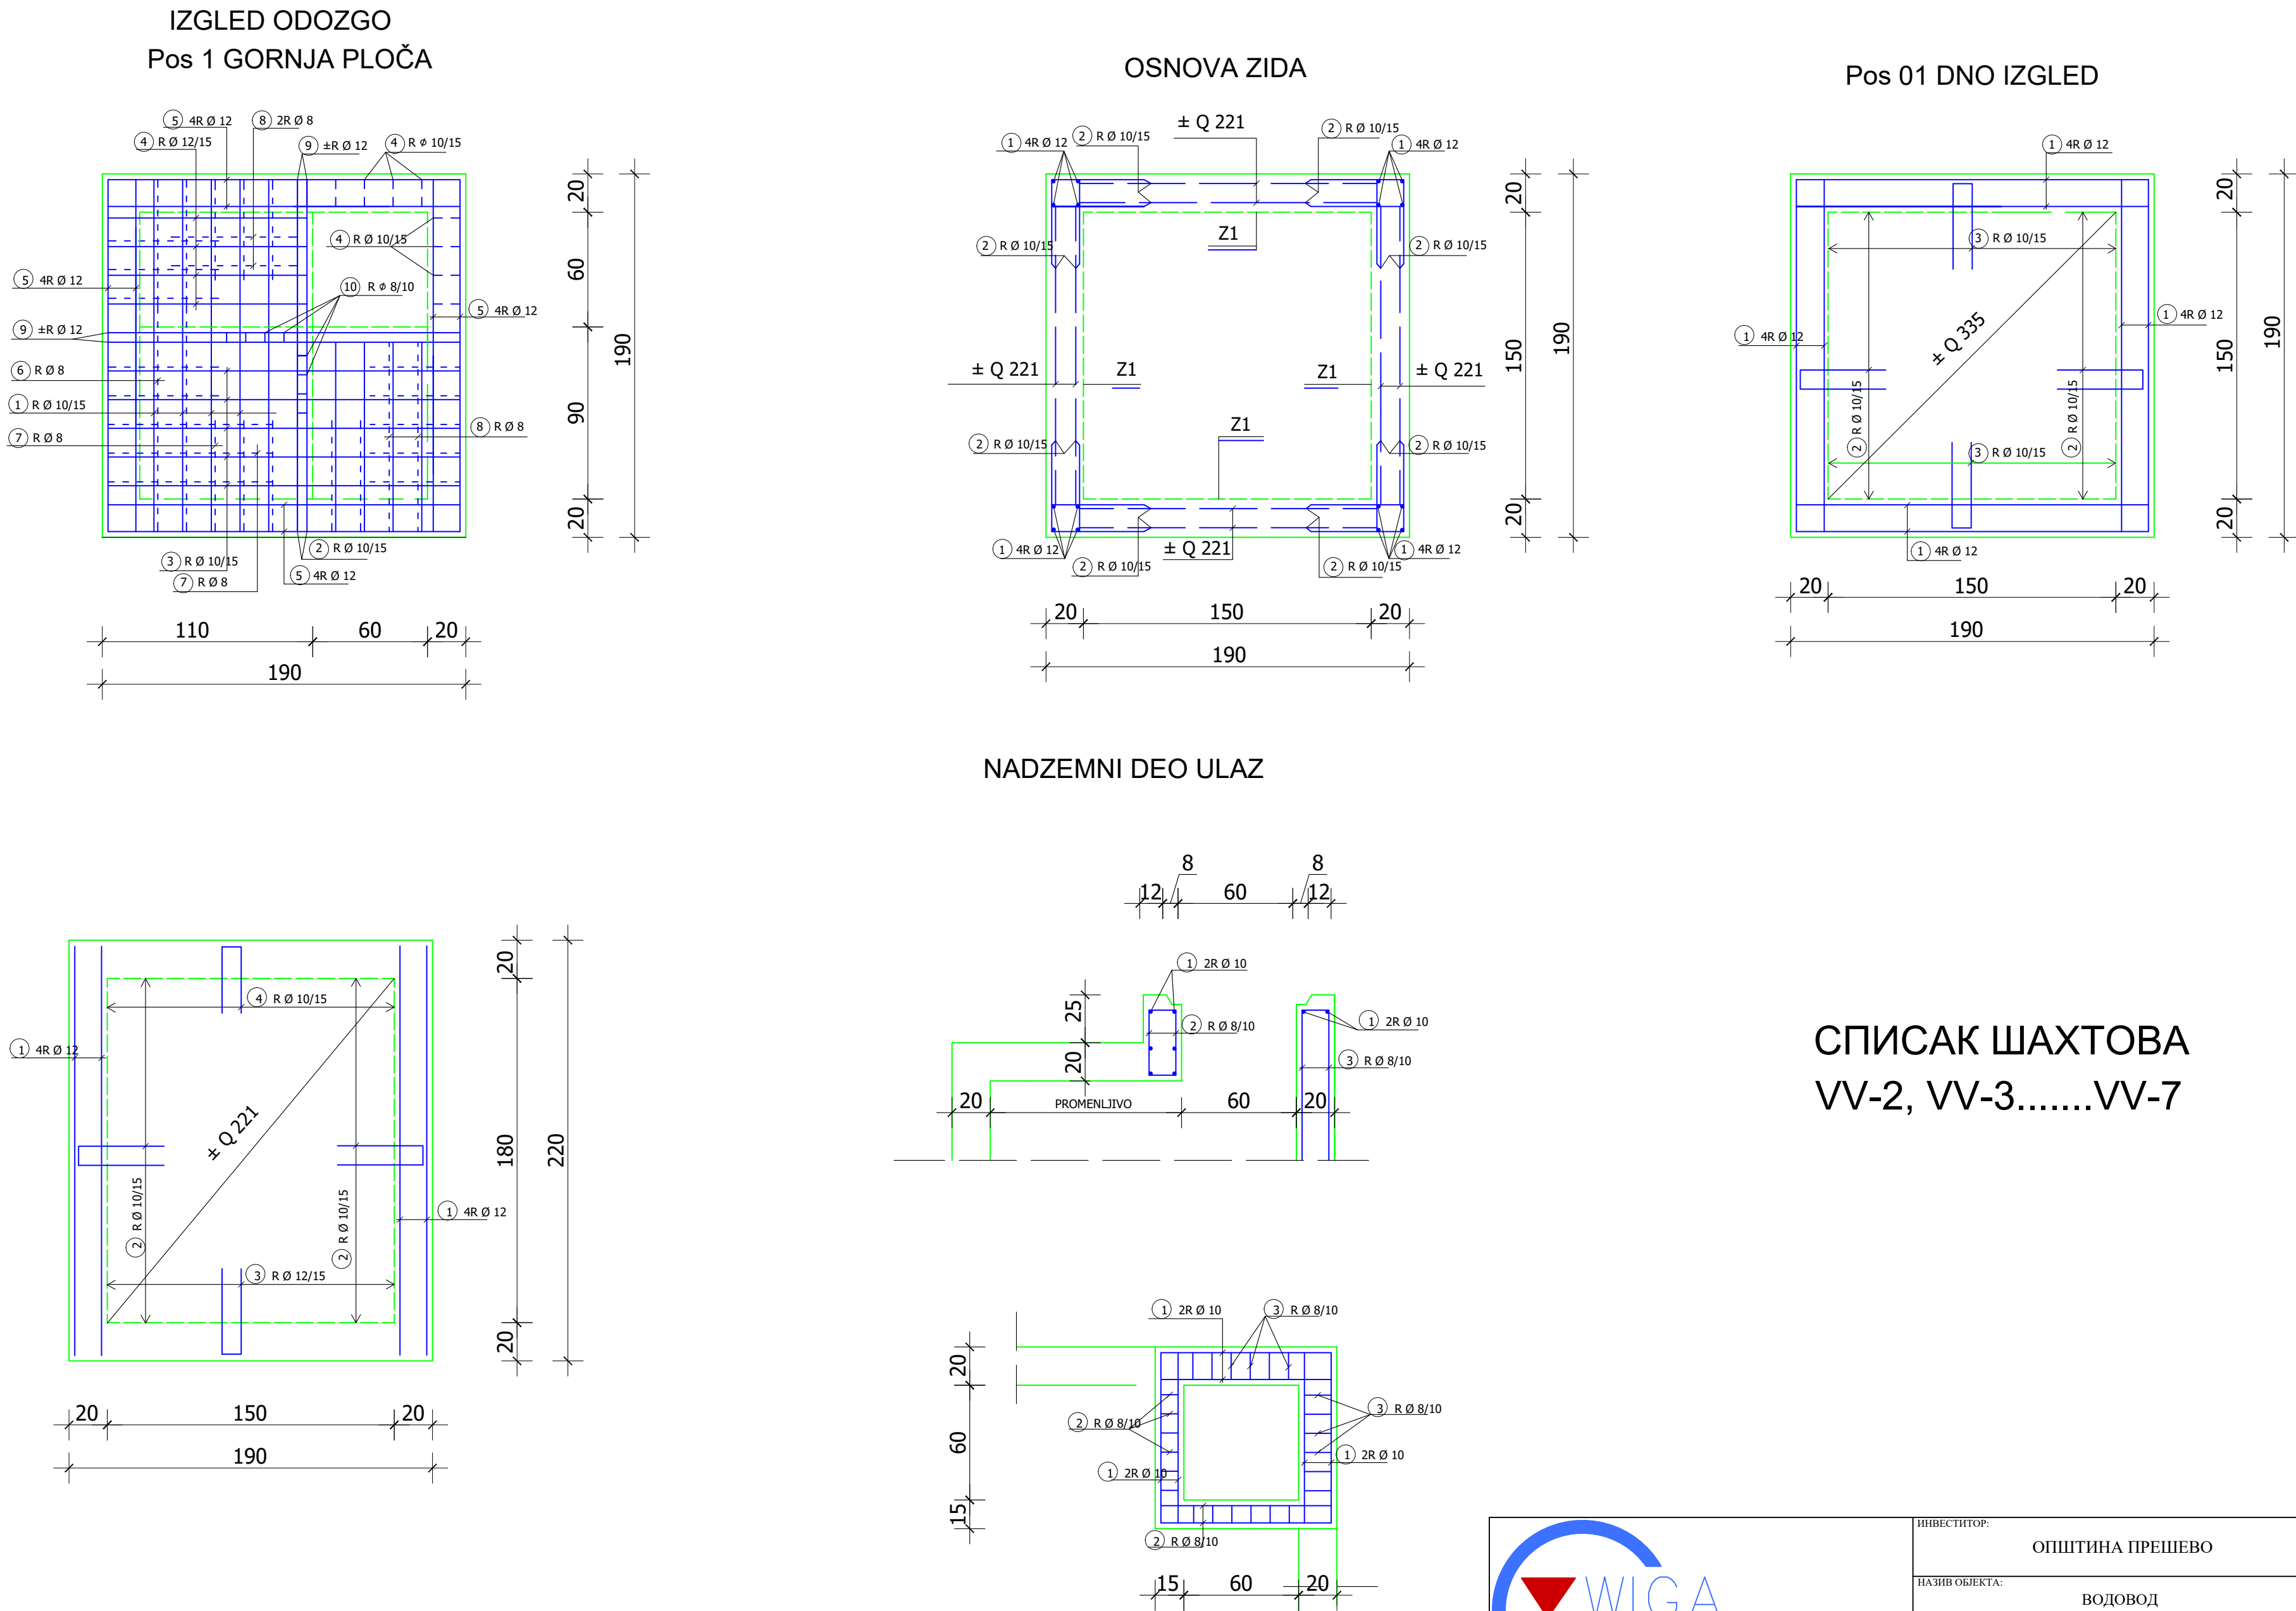 IZGLED ODOZGO
Pos 1 GORNJA PLOČA
5 4R Ø 12
8 2R Ø 8
4 R Ø 12/15
9 ±R Ø 12
4 R ϕ 10/15
4 R Ø 10/15
5 4R Ø 12
10 R ϕ 8/10
5 4R Ø 12
9 ±R Ø 12
6 R Ø 8
1 R Ø 10/15
7 R Ø 8
8 R Ø 8
2 R Ø 10/15
3 R Ø 10/15
5 4R Ø 12
7 R Ø 8
20
60
90
20
190
110 60 20
190
OSNOVA ZIDA
± Q 221
1 4R Ø 12
2 R Ø 10/15
2 R Ø 10/15
1 4R Ø 12
Z1
2 R Ø 10/15
2 R Ø 10/15
± Q 221
Z1
Z1
± Q 221
Z1
2 R Ø 10/15
2 R Ø 10/15
1 4R Ø 12
± Q 221
1 4R Ø 12
2 R Ø 10/15
2 R Ø 10/15
20
150
20
190
20 150 20
190
Pos 01 DNO IZGLED
1 4R Ø 12
3 R Ø 10/15
1 4R Ø 12
1 4R Ø 12
± Q 335
2 R Ø 10/15
2 R Ø 10/15
3 R Ø 10/15
1 4R Ø 12
20
150
20
190
20 150 20
190
4 R Ø 10/15
1 4R Ø 12
± Q 221
2 R Ø 10/15
2 R Ø 10/15
1 4R Ø 12
3 R Ø 12/15
20
180
20
220
20 150 20
190
NADZEMNI DEO ULAZ
8 8
12 60 12
1 2R Ø 10
2 R Ø 8/10
1 2R Ø 10
3 R Ø 8/10
25
20
20 PROMENLJIVO 60 20
1 2R Ø 10
3 R Ø 8/10
2 R Ø 8/10
3 R Ø 8/10
1 2R Ø 10
1 2R Ø 10
2 R Ø 8/10
20
60
15
15 60 20
СПИСАК ШАХТОВА
VV-2, VV-3.......VV-7
WIGA
ИНВЕСТИТОР:
ОПШТИНА ПРЕШЕВО
НАЗИВ ОБЈЕКТА:
ВОДОВОД